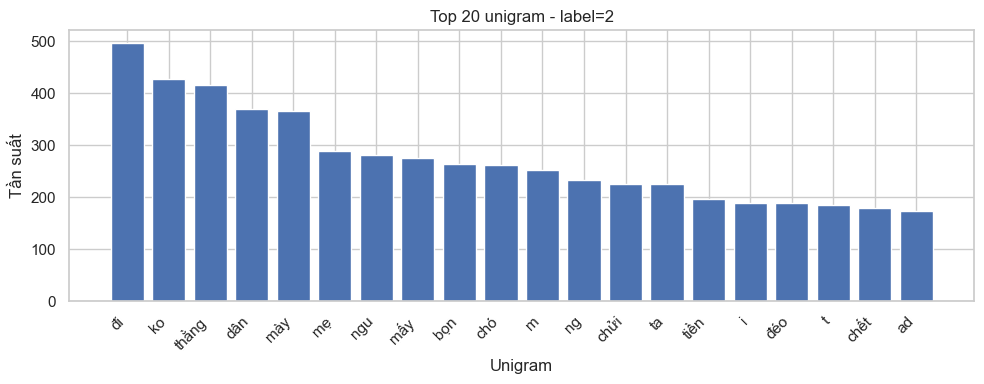 Top 20 unigram - label=2
Tần suất
500
400
300
200
100
0
đi
ko
thằng
dân
mày
mẹ
ngu
mấy
bọn
chó
m
ng
chửi
ta
tiên
i
đéo
t
chết
ad
Unigram